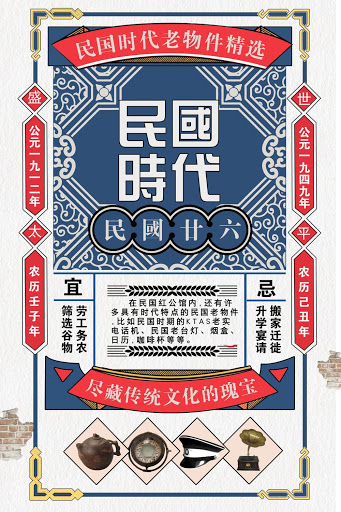 民国时代老物件精选
盛
世
公元一九一二年
公元一九四九年
民國
時代
民國廿六
太
平
农历壬子年
农历己丑年
宜
劳工务农
筛选谷物
在民国红公馆内，还有许
多具有时代特点的民国老物件
，比如民国时期的KTAS老实
电话机、民国老台灯、烟盒、
日历，咖啡杯等等。
忌
搬家迁徙
升学宴请
尽藏传统文化的瑰宝